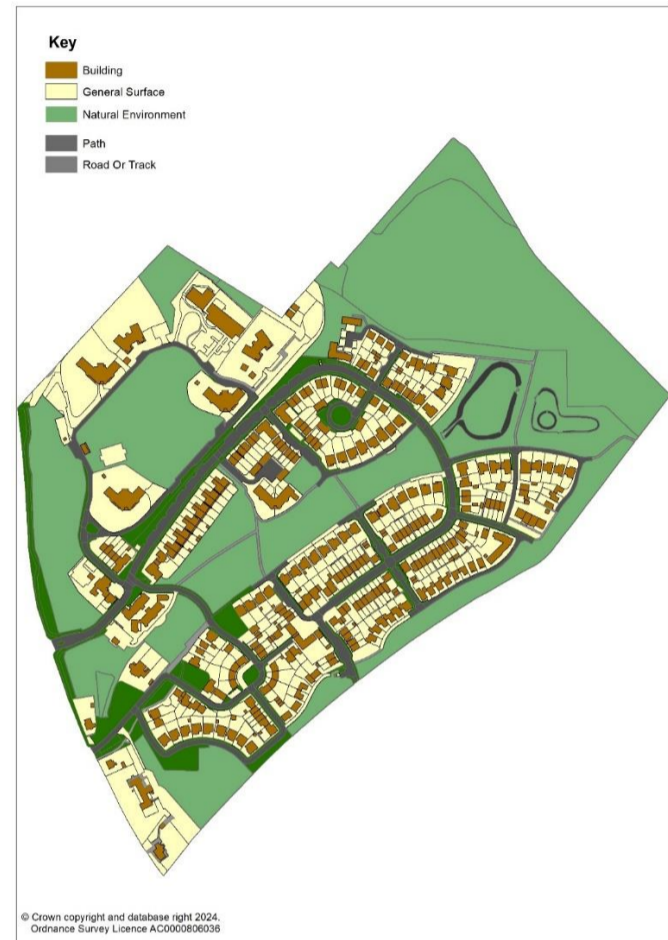 Key
Building
General Surface
Natural Environment
Path
Road Or Track
© Crown copyright and database right 2024.
Ordnance Survey Licence AC0000806036